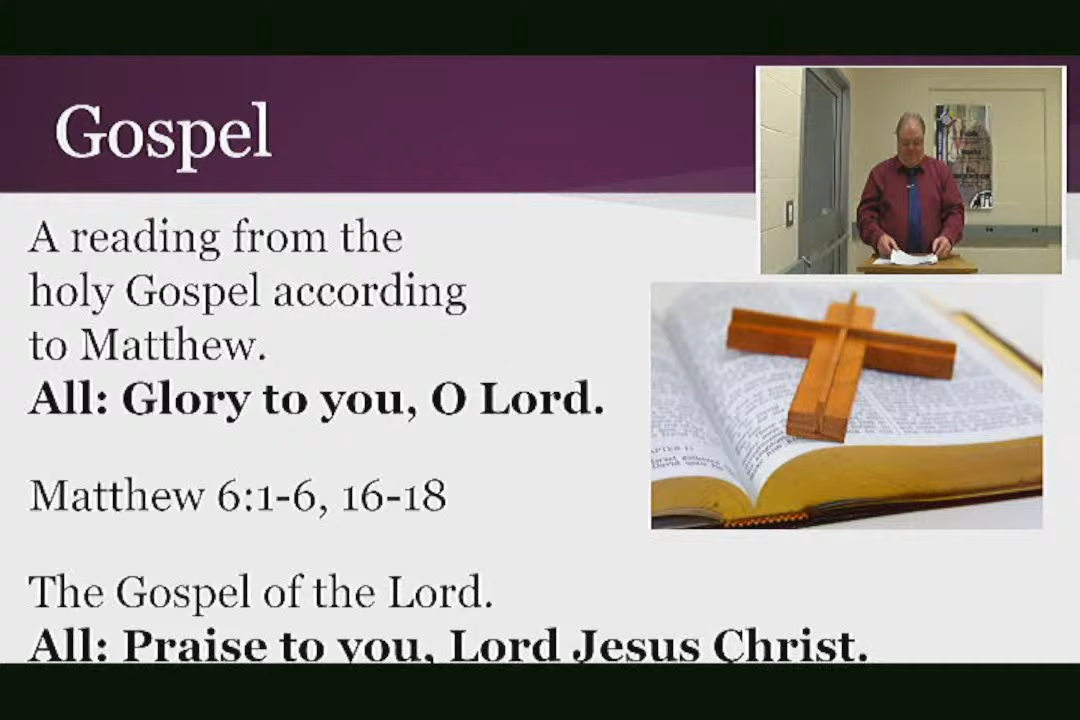 Gospel
A reading from the
holy Gospel according
to Matthew.
All: Glory to you, O Lord.
Matthew 6:1-6, 16-18
The Gospel of the Lord.
All: Praise to you, Lord Jesus Christ.